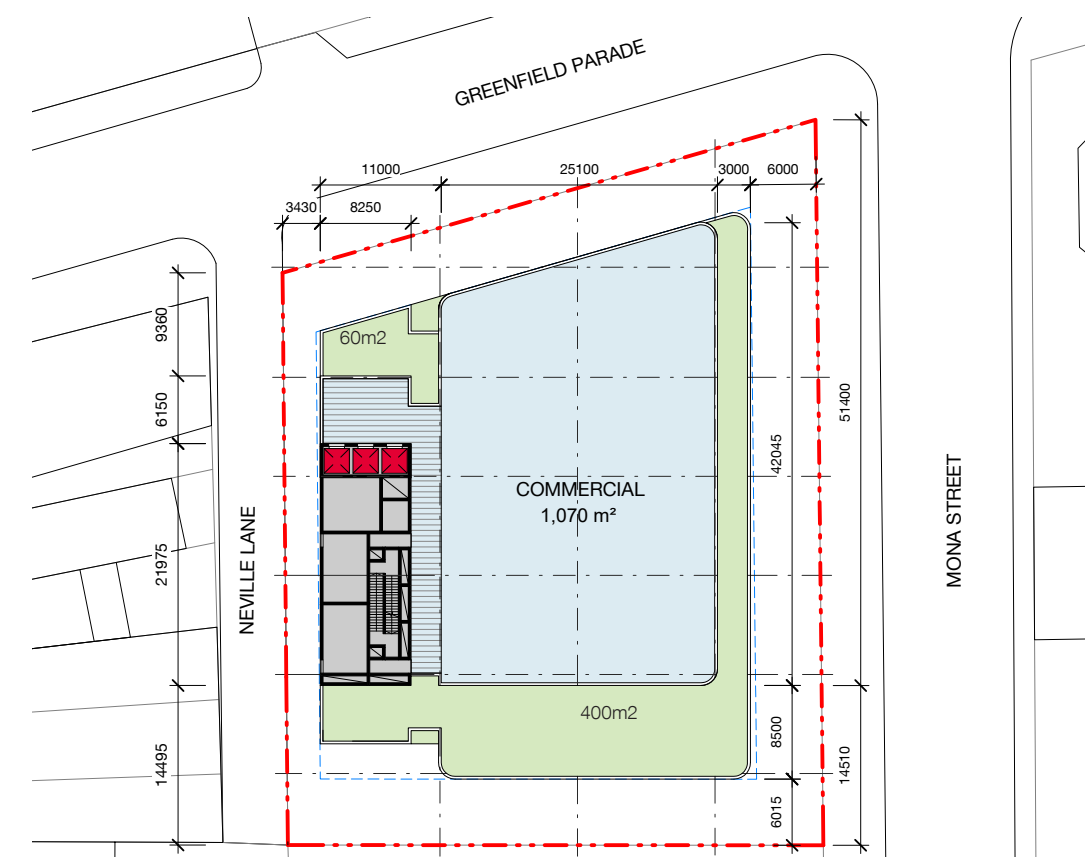 GREENFIELD PARADE
11000
25100
3000
6000
3430
8250
9360
60m2
6150
51400
42045
COMMERCIAL
1,070 m²
MONA STREET
NEVILLE LANE
21975
400m2
8500
14495
14510
6015